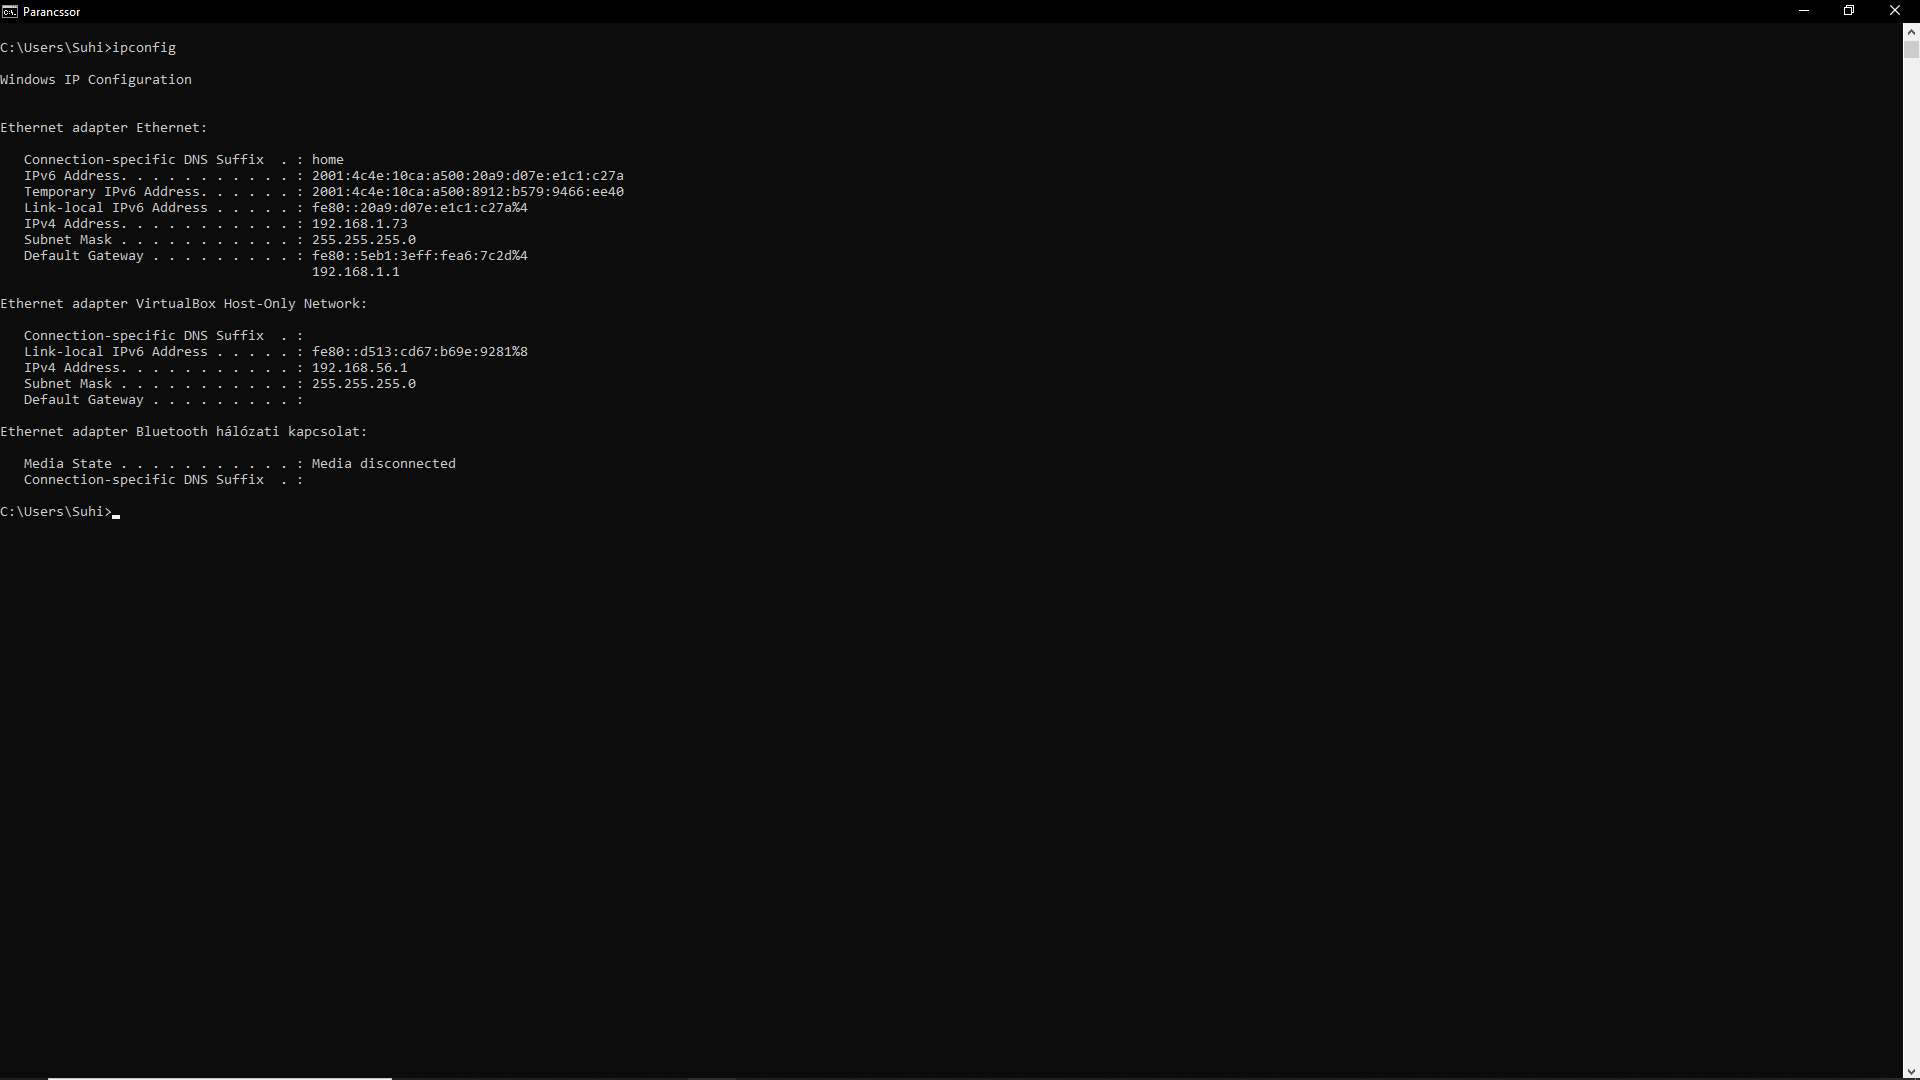 Parancssor
C:\Users\Suhi>ipconfig
Windows IP Configuration
Ethernet adapter Ethernet:
   Connection-specific DNS Suffix  . : home
   IPv6 Address. . . . . . . . . . . : 2001:4c4e:10ca:a500:20a9:d07e:e1c1:c27a
   Temporary IPv6 Address. . . . . . : 2001:4c4e:10ca:a500:8912:b579:9466:ee40
   Link-local IPv6 Address . . . . . : fe80::20a9:d07e:e1c1:c27a%4
   IPv4 Address. . . . . . . . . . . : 192.168.1.73
   Subnet Mask . . . . . . . . . . . : 255.255.255.0
   Default Gateway . . . . . . . . . : fe80::5eb1:3eff:fea6:7c2d%4
                                       192.168.1.1
Ethernet adapter VirtualBox Host-Only Network:
   Connection-specific DNS Suffix  . :
   Link-local IPv6 Address . . . . . : fe80::d513:cd67:b69e:9281%8
   IPv4 Address. . . . . . . . . . . : 192.168.56.1
   Subnet Mask . . . . . . . . . . . : 255.255.255.0
   Default Gateway . . . . . . . . . :
Ethernet adapter Bluetooth hálózati kapcsolat:
   Media State . . . . . . . . . . . : Media disconnected
   Connection-specific DNS Suffix  . :
C:\Users\Suhi>